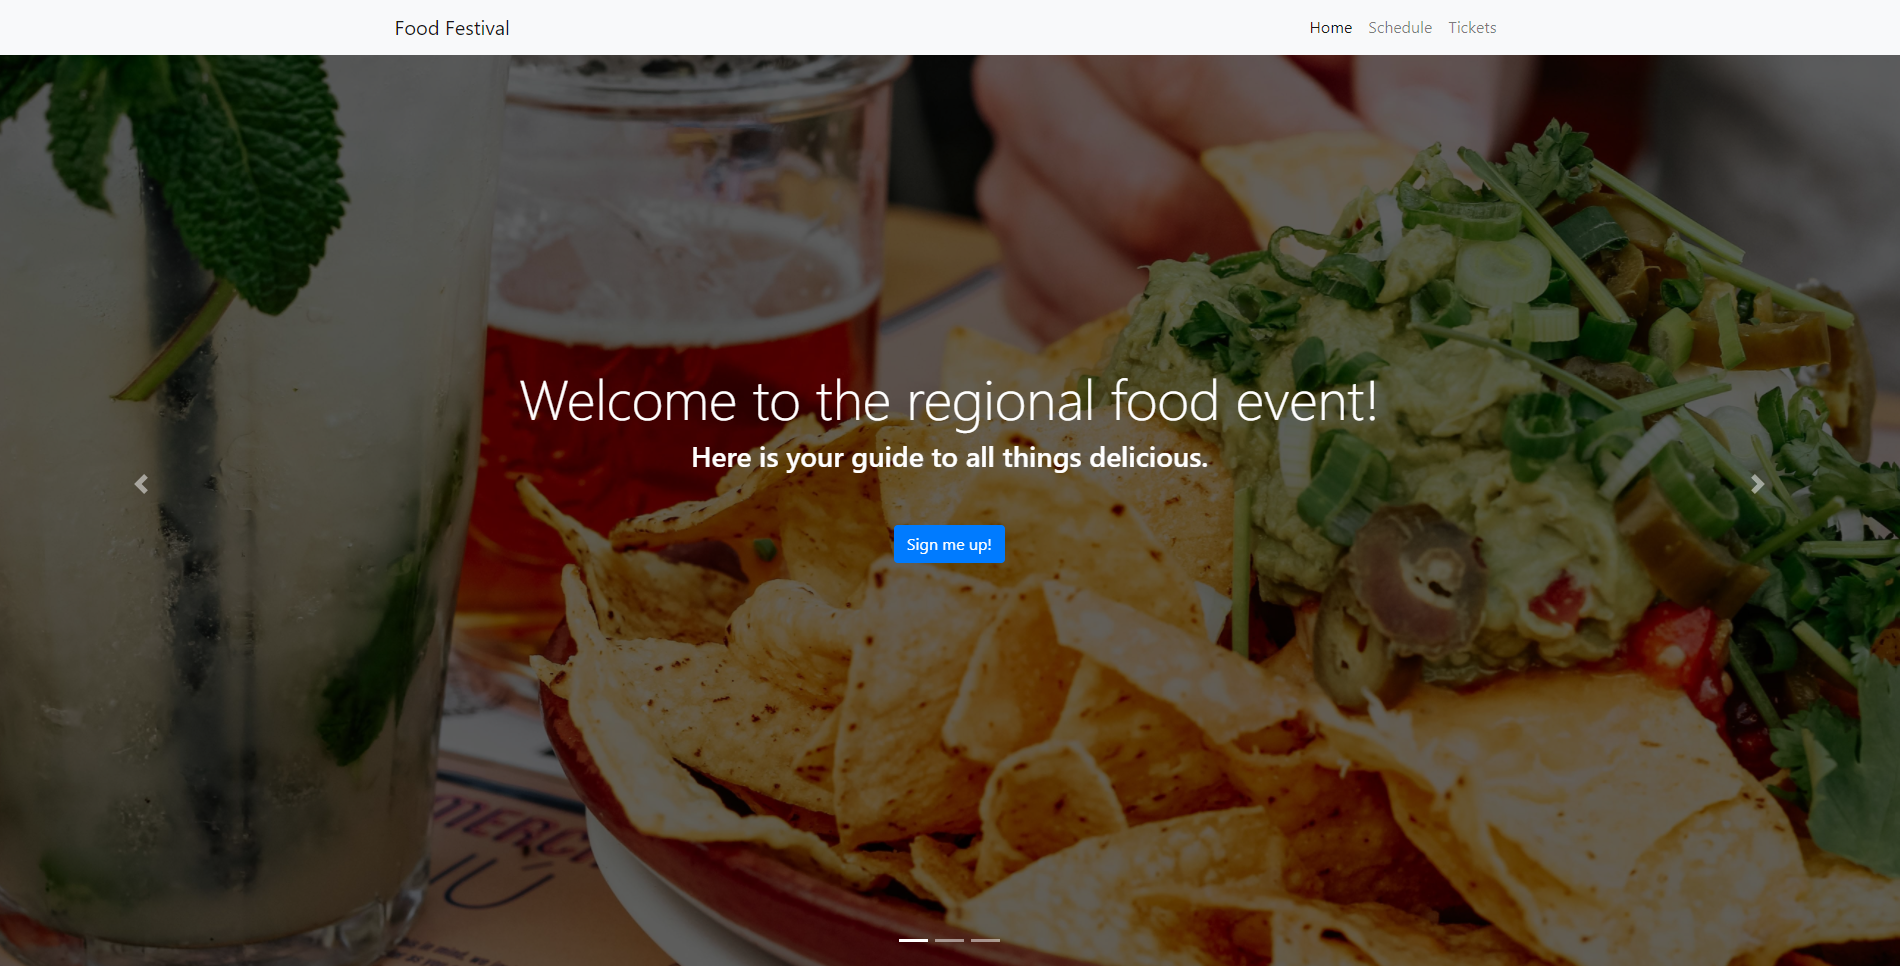 Food Festival
Home Schedule Tickets
Welcome to the regional food event!
Here is your guide to all things delicious.
Sign me up!